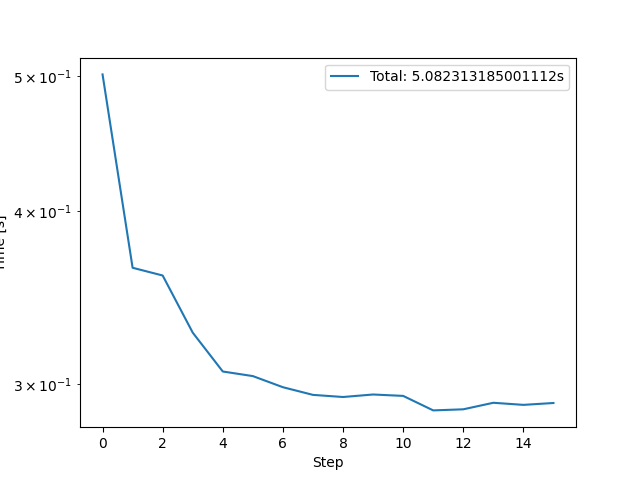 Total: 5.082313185001112s
5 × 10⁻¹
4 × 10⁻¹
3 × 10⁻¹
Time [s]
0 2 4 6 8 10 12 14
Step